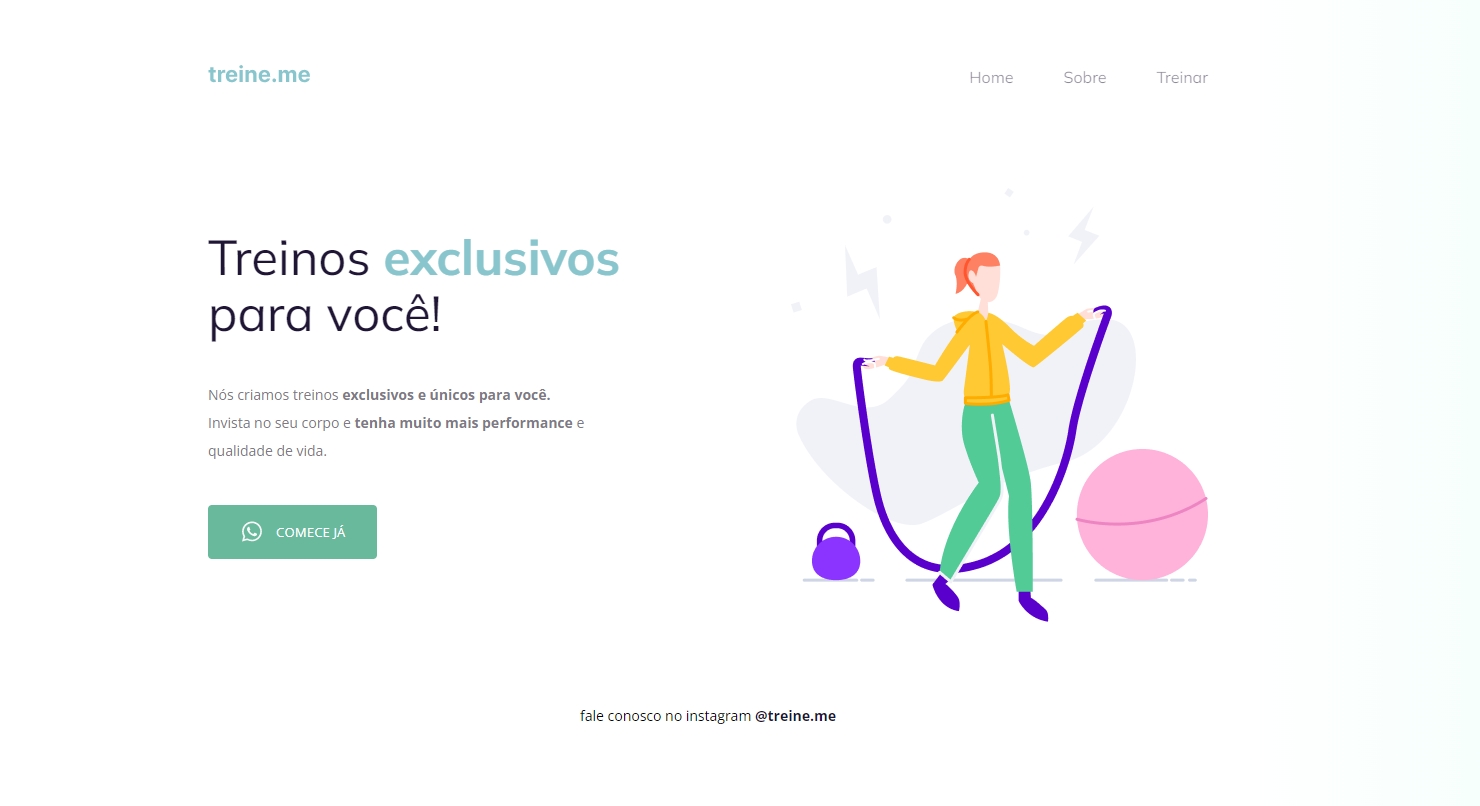 treine.me
Home Sobre Treinar
Treinos exclusivos
para você!
Nós criamos treinos exclusivos e únicos para você.
Invista no seu corpo e tenha muito mais performance e
qualidade de vida.
COMECE JÁ
fale conosco no instagram @treine.me